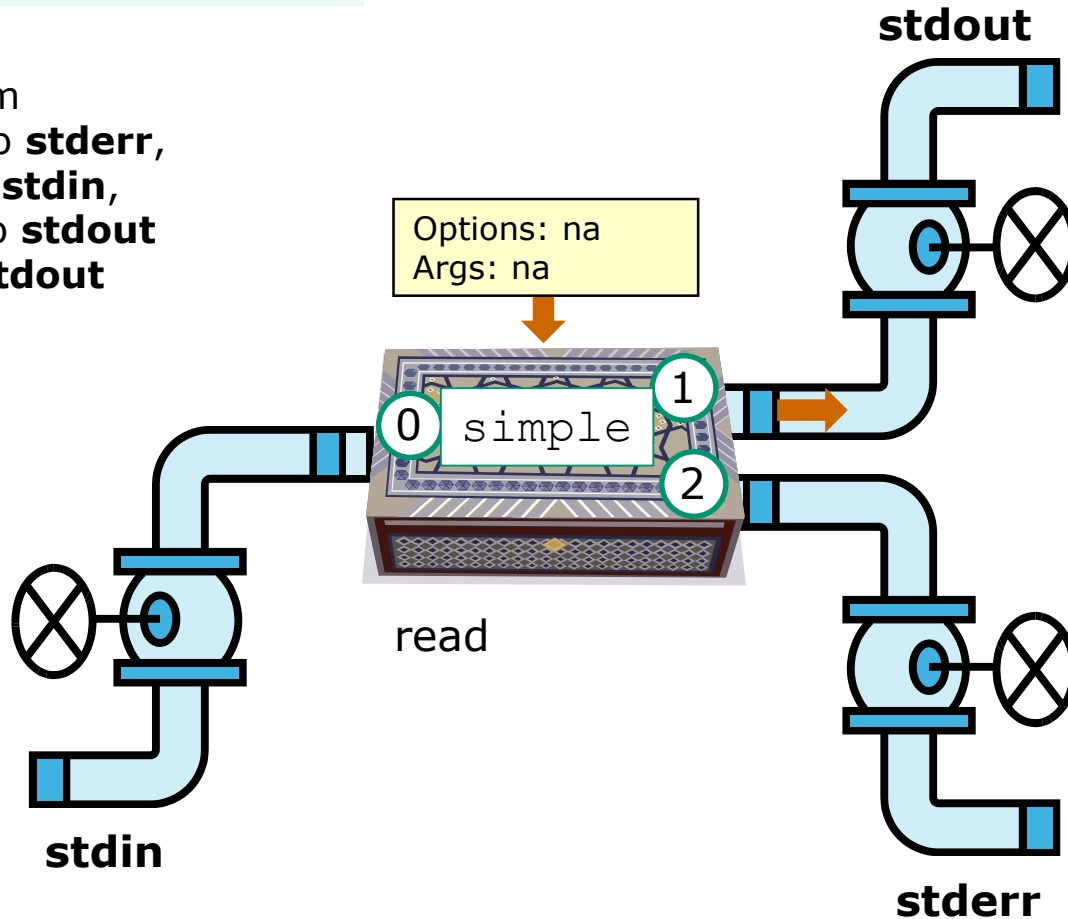 stdout
m
o stderr,
stdin,
o stdout
tdout
Options: na
Args: na
1
0
simple
2
read
stdin
stderr